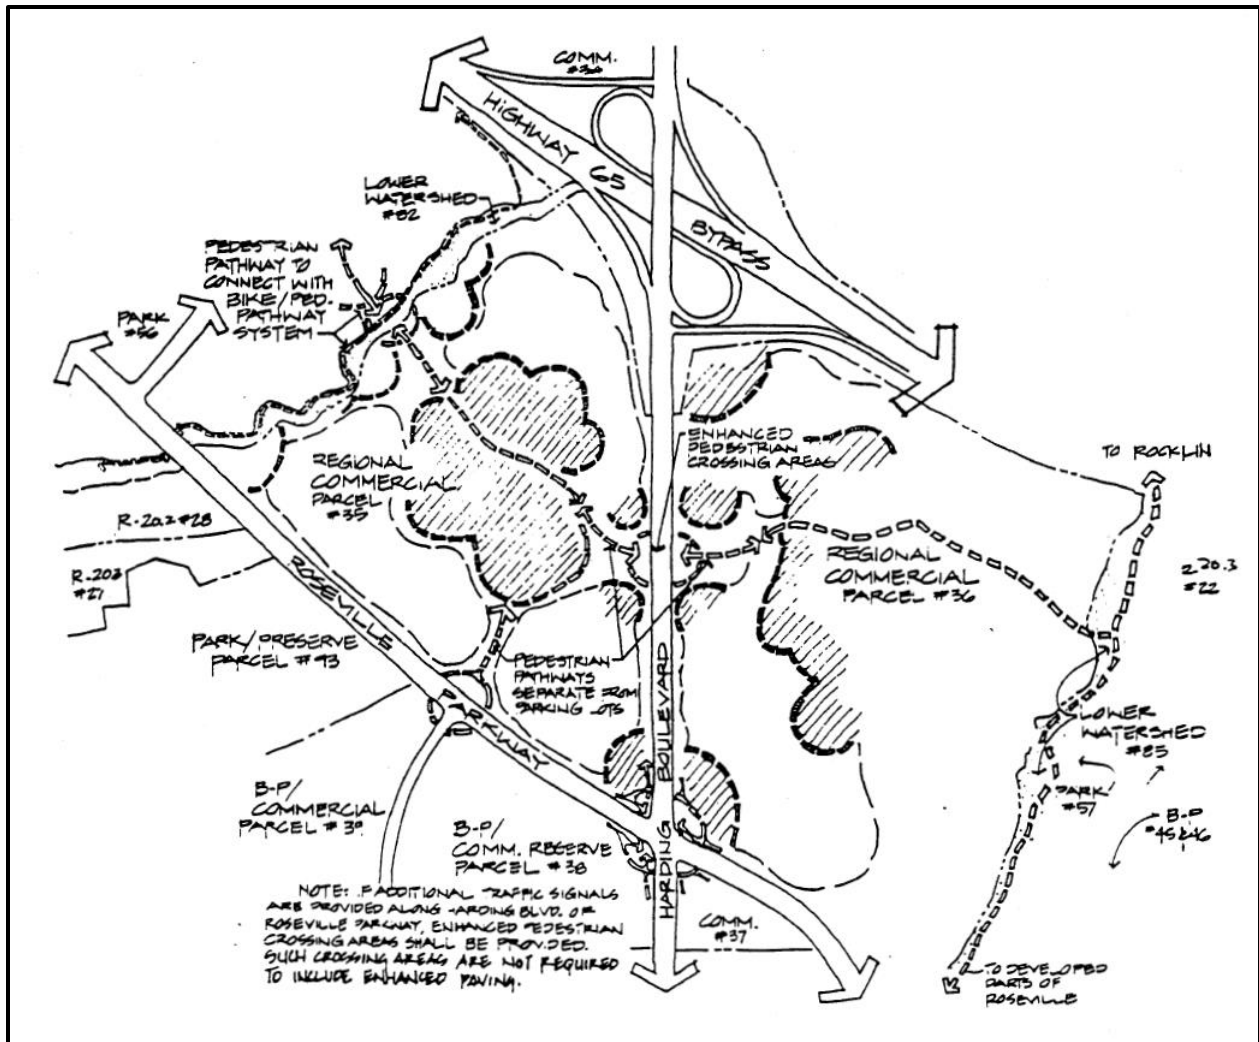 COMM.
#34
HIGHWAY 65
BYPASS
LOWER
WATERSHED
#82
PEDESTRIAN
PATHWAY TO
CONNECT WITH
BIKE/PED.
PATHWAY
SYSTEM
PARK
#56
ENHANCED
PEDESTRIAN
CROSSING AREAS
TO ROCKLIN
REGIONAL
COMMERCIAL
PARCEL
#35
R-20.2 #28
R-20.3
#27
REGIONAL
COMMERCIAL
PARCEL #36
#22
ROSEVILLE
PARKWAY
PARK/PRESERVE
PARCEL #93
PEDESTRIAN
PATHWAYS
SEPARATE FROM
PARKING LOTS
HARDING BOULEVARD
LOWER
WATERSHED
#85
PARK
#57
B-P
#45&46
B-P/
COMMERCIAL
PARCEL #39
B-P/
COMM. RESERVE
PARCEL #38
NOTE: IF ADDITIONAL TRAFFIC SIGNALS
ARE PROVIDED ALONG HARDING BLVD. OR
ROSEVILLE PARKWAY, ENHANCED PEDESTRIAN
CROSSING AREAS SHALL BE PROVIDED.
SUCH CROSSING AREAS ARE NOT REQUIRED
TO INCLUDE ENHANCED PAVING.
COMM.
#37
TO DEVELOPED
PARTS OF
ROSEVILLE